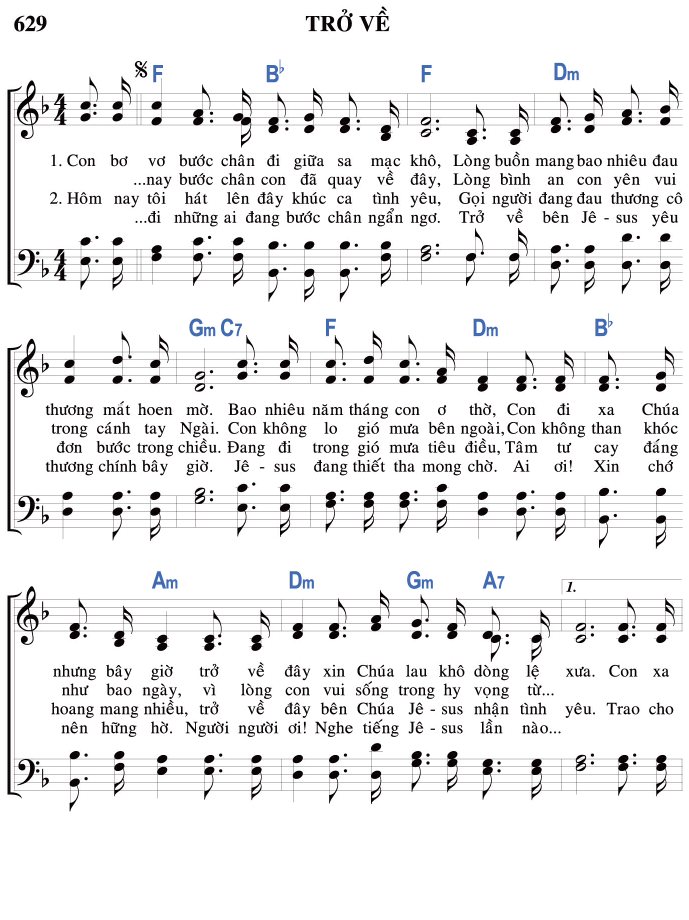 629 TRỞ VỀ
F B♭ F Dm
4 4
1. Con bơ vơ bước chân đi giữa sa mạc khô, Lòng buồn mang bao nhiêu đau
...nay bước chân con đã quay về đây, Lòng bình an con yên vui
2. Hôm nay tôi hát lên đây khúc ca tình yêu, Gọi người đang đau thương cô
...đi những ai đang bước chân ngẩn ngơ. Trở về bên Jê - sus yêu
4 4
Gm C7 F Dm B♭
thương mắt hoen mờ. Bao nhiêu năm tháng con ơ thờ, Con đi xa Chúa
trong cánh tay Ngài. Con không lo gió mưa bên ngoài, Con không than khóc
đơn bước trong chiều. Đang đi trong gió mưa tiêu điều, Tâm tư cay đáng
thương chính bây giờ. Jê - sus đang thiết tha mong chờ. Ai ơi! Xin chớ
Am Dm Gm A7 1.
nhưng bây giờ trở về đây xin Chúa lau khô dòng lệ xưa. Con xa
như bao ngày, vì lòng con vui sống trong hy vọng từ...
hoang mang nhiều, trở về đây bên Chúa Jê - sus nhận tình yêu. Trao cho
nên hững hờ. Người người ơi! Nghe tiếng Jê - sus lần nào...